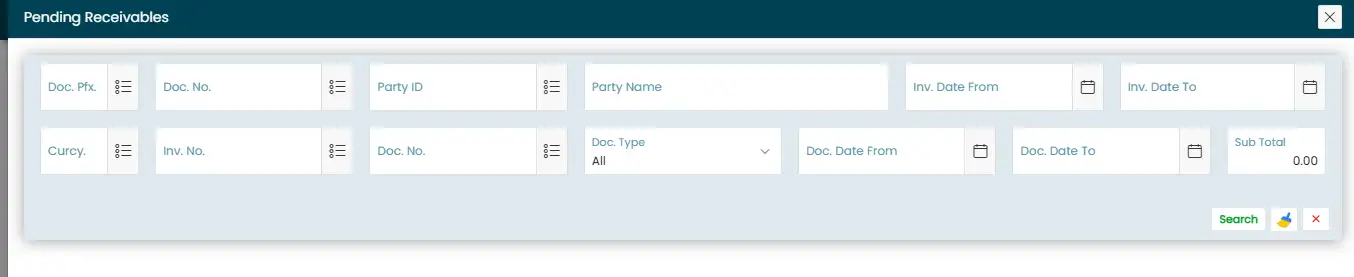 Pending Receivables
Doc. Pfx.
Doc. No.
Party ID
Party Name
Inv. Date From
Inv. Date To
Curcy.
Inv. No.
Doc. No.
Doc. Type
All
Doc. Date From
Doc. Date To
Sub Total
0.00
Search